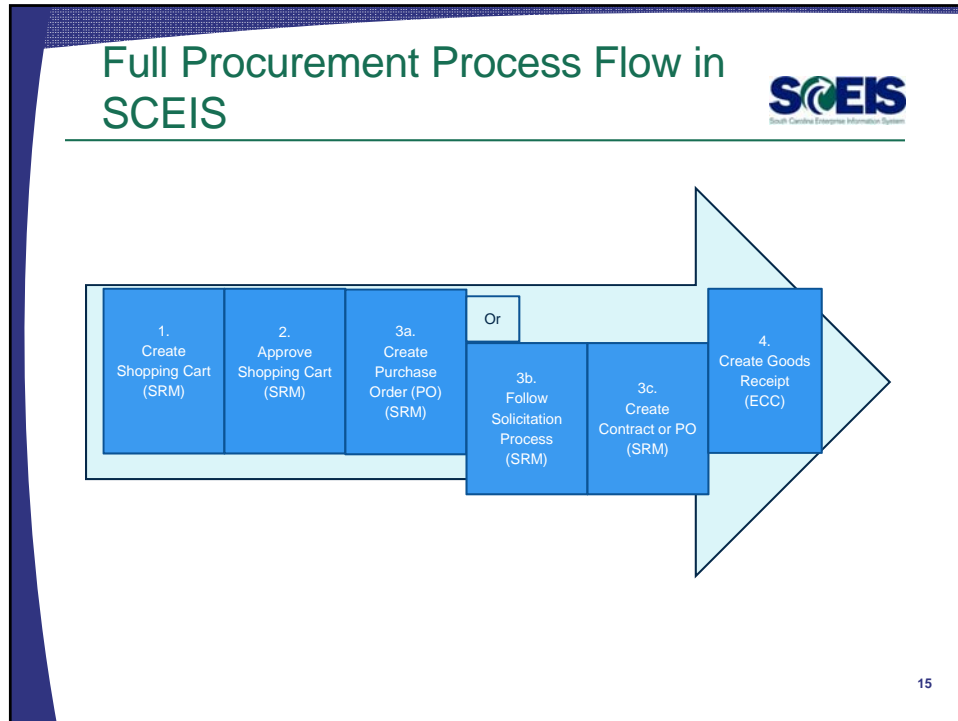 Full Procurement Process Flow in
SCEIS
SCEIS
South Carolina Enterprise Information System
1.
Create
Shopping Cart
(SRM)
2.
Approve
Shopping Cart
(SRM)
3a.
Create
Purchase
Order (PO)
(SRM)
Or
3b.
Follow
Solicitation
Process
(SRM)
3c.
Create
Contract or PO
(SRM)
4.
Create Goods
Receipt
(ECC)
15